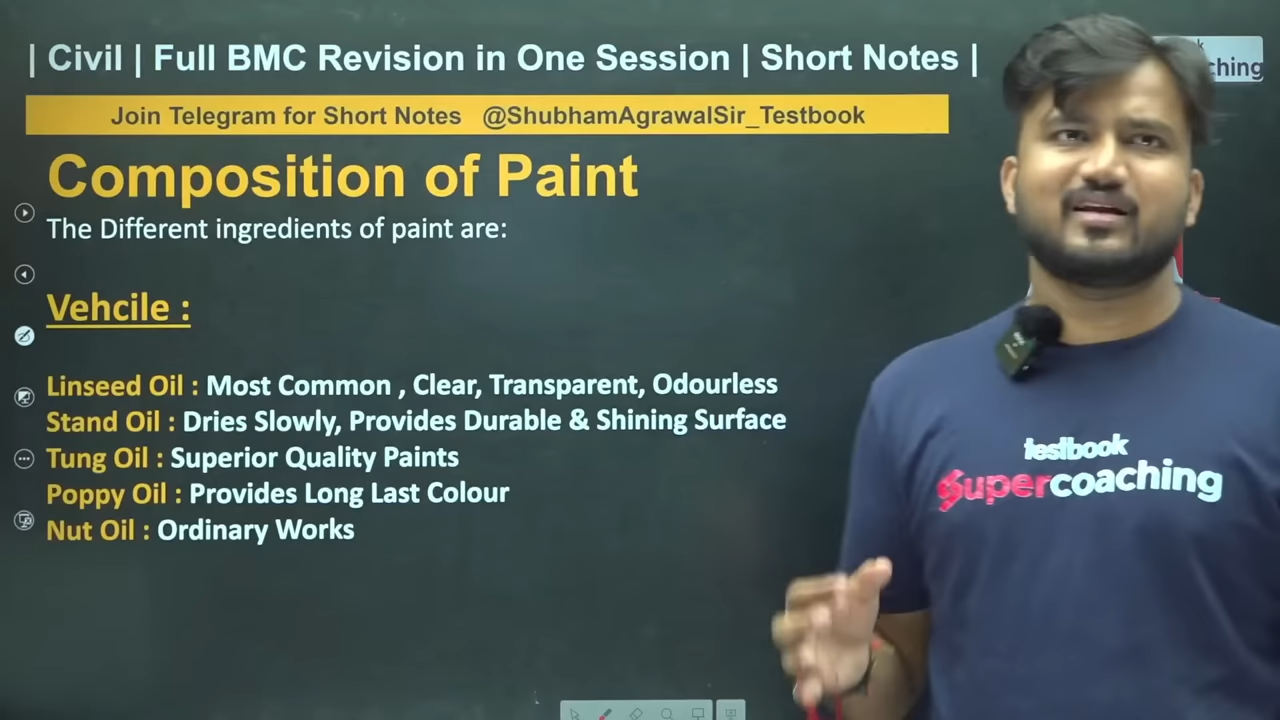 | Civil | Full BMC Revision in One Session | Short Notes |
Join Telegram for Short Notes @ShubhamAgrawalSir_Testbook
Composition of Paint
The Different ingredients of paint are:
Vehcile :
Linseed Oil : Most Common , Clear, Transparent, Odourless
Stand Oil : Dries Slowly, Provides Durable & Shining Surface
Tung Oil : Superior Quality Paints
Poppy Oil : Provides Long Last Colour
Nut Oil : Ordinary Works
testbook
Supercoaching